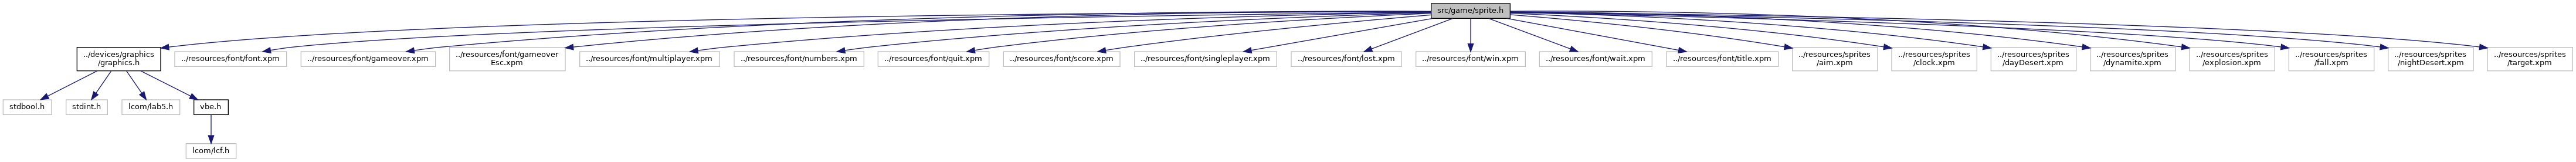 src/game/sprite.h
../devices/graphics
/graphics.h
../resources/font/font.xpm
../resources/font/gameover.xpm
../resources/font/gameover
Esc.xpm
../resources/font/multiplayer.xpm
../resources/font/numbers.xpm
../resources/font/quit.xpm
../resources/font/score.xpm
../resources/font/singleplayer.xpm
../resources/font/lost.xpm
../resources/font/win.xpm
../resources/font/wait.xpm
../resources/font/title.xpm
../resources/sprites
/aim.xpm
../resources/sprites
/clock.xpm
../resources/sprites
/dayDesert.xpm
../resources/sprites
/dynamite.xpm
../resources/sprites
/explosion.xpm
../resources/sprites
/fall.xpm
../resources/sprites
/nightDesert.xpm
../resources/sprites
/target.xpm
stdbool.h
stdint.h
lcom/lab5.h
vbe.h
lcom/lcf.h